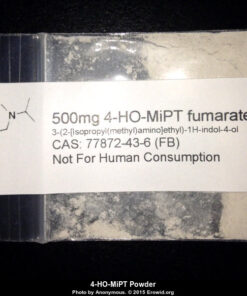 N
500mg 4-HO-MiPT fumarate
3-(2-[isopropyl(methyl)amino]ethyl)-1H-indol-4-ol
CAS: 77872-43-6 (FB)
Not For Human Consumption
4-HO-MiPT Powder
Photo by Anonymous. © 2015 Erowid.org